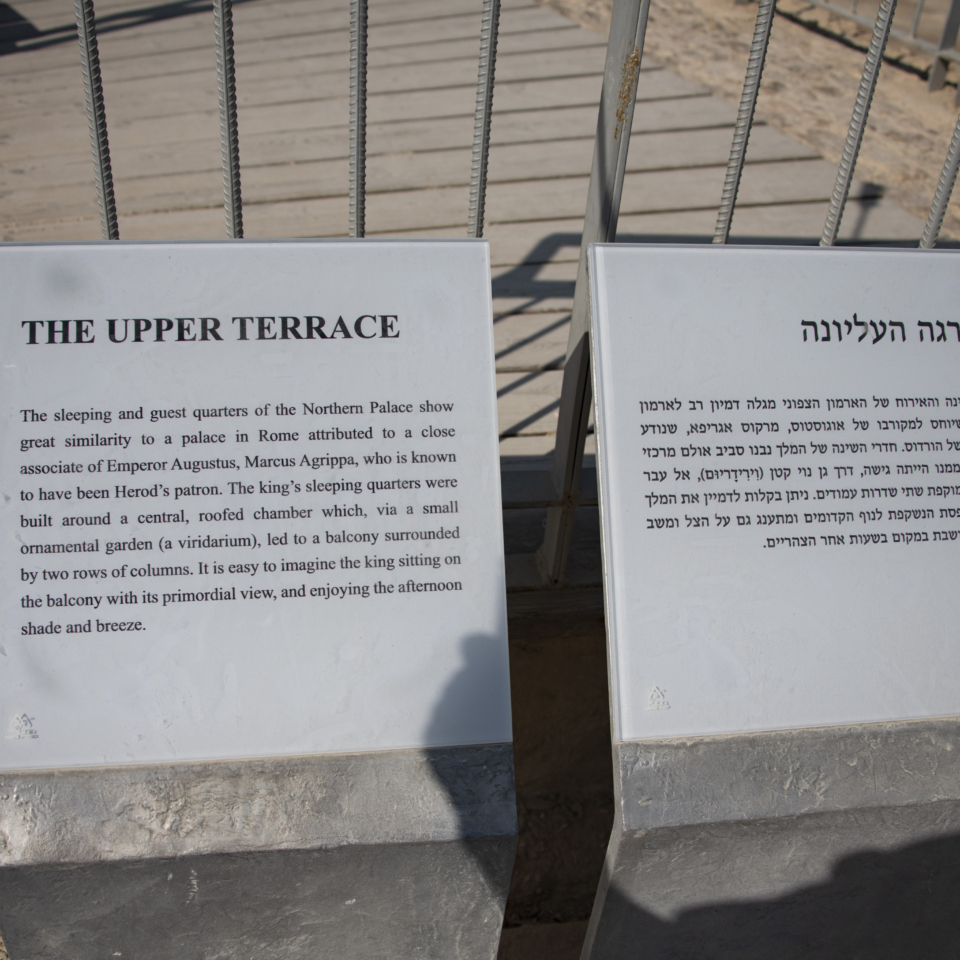 THE UPPER TERRACE
The sleeping and guest quarters of the Northern Palace show
great similarity to a palace in Rome attributed to a close
associate of Emperor Augustus, Marcus Agrippa, who is known
to have been Herod's patron. The king's sleeping quarters were
built around a central, roofed chamber which, via a small
ornamental garden (a viridarium), led to a balcony surrounded
by two rows of columns. It is easy to imagine the king sitting on
the balcony with its primordial view, and enjoying the afternoon
shade and breeze.
העליונה
והאירוח של הארמון הצפוני מגלה דמיון רב לארמון
למקורבו של אוגוסטוס, מרקוס אגריפא, שנודע
של הורדוס. חדרי השינה של המלך נבנו סביב אולם מרכזי
הייתה גישה, דרך גן נוי קטן (וִירִידָרִיוּם), אל עבר
מוקפת שתי שדרות עמודים. ניתן בקלות לדמיין את המלך
הנשקפת לנוף הקדומים ומתענג גם על הצל ומשב
במקום בשעות אחר הצהריים.